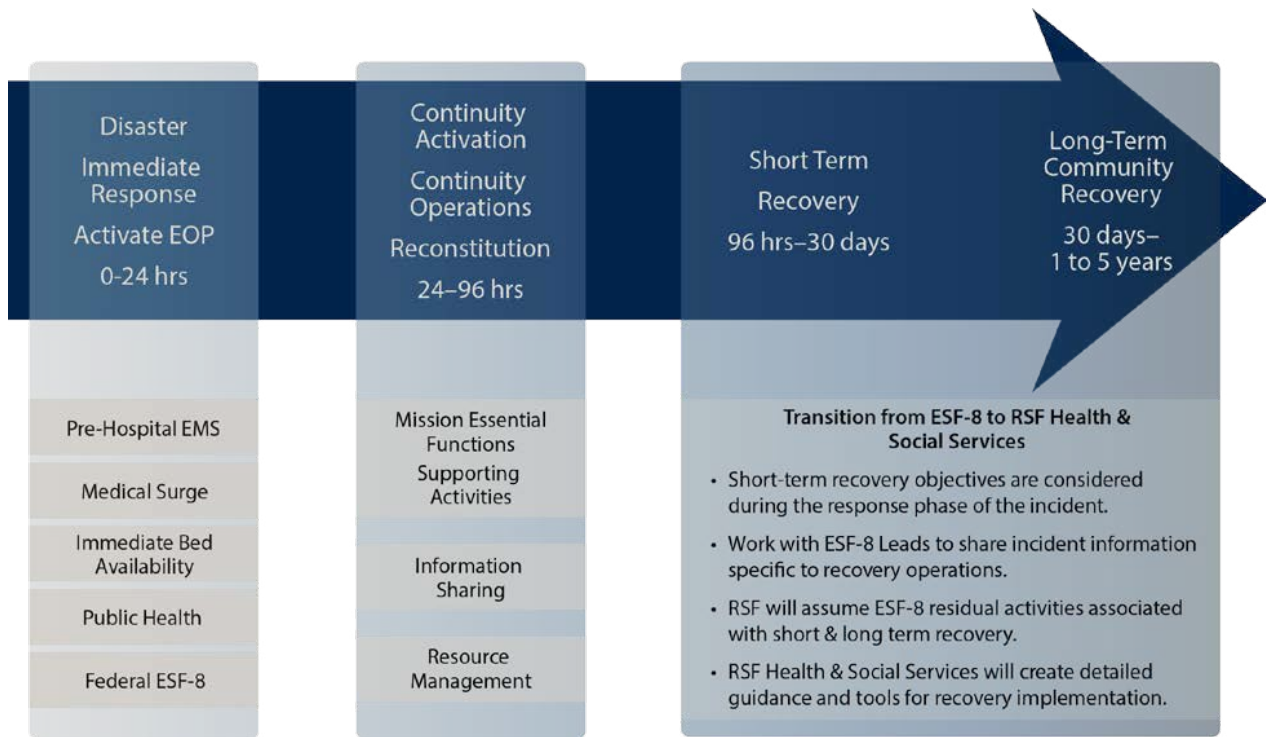 Disaster
Immediate
Response
Activate EOP
0-24 hrs
Continuity
Activation
Continuity
Operations
Reconstitution
24–96 hrs
Short Term
Recovery
96 hrs–30 days
Long-Term
Community
Recovery
30 days–
1 to 5 years
Pre-Hospital EMS
Medical Surge
Immediate Bed
Availability
Public Health
Federal ESF-8
Mission Essential
Functions
Supporting
Activities
Information
Sharing
Resource
Management
Transition from ESF-8 to RSF Health &
Social Services
• Short-term recovery objectives are considered
during the response phase of the incident.
• Work with ESF-8 Leads to share incident information
specific to recovery operations.
• RSF will assume ESF-8 residual activities associated
with short & long term recovery.
• RSF Health & Social Services will create detailed
guidance and tools for recovery implementation.